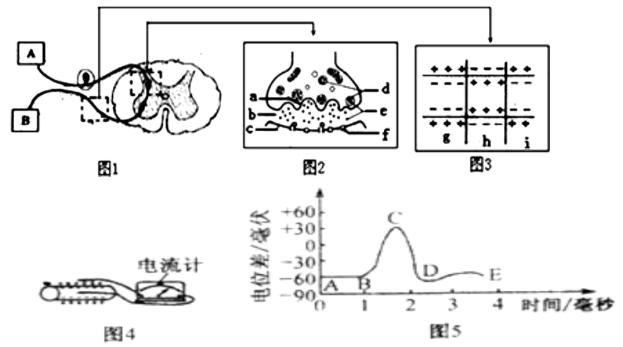 A
B
图1
a
b
c
d
e
f
图2
+ + + - - - + + +
- - - + + + - - -
- - - + + + - - -
+ + + - - - + + +
g h i
图3
电流计
图4
电位差/毫伏
+60
+30
0
-30
-60
-90
A B C D E
0 1 2 3 4 时间/毫秒
图5